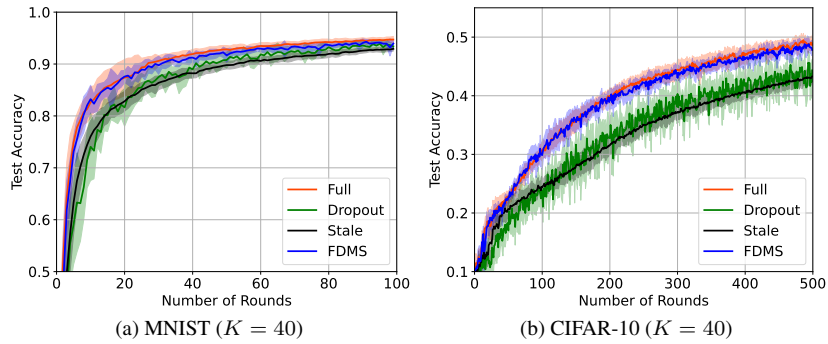 1.0
0.9
0.8
0.7
0.6
0.5
Test Accuracy
0
20
40
60
80
100
Number of Rounds
Full
Dropout
Stale
FDMS
(a) MNIST (K = 40)
0.5
0.4
0.3
0.2
0.1
Test Accuracy
0
100
200
300
400
500
Number of Rounds
Full
Dropout
Stale
FDMS
(b) CIFAR-10 (K = 40)